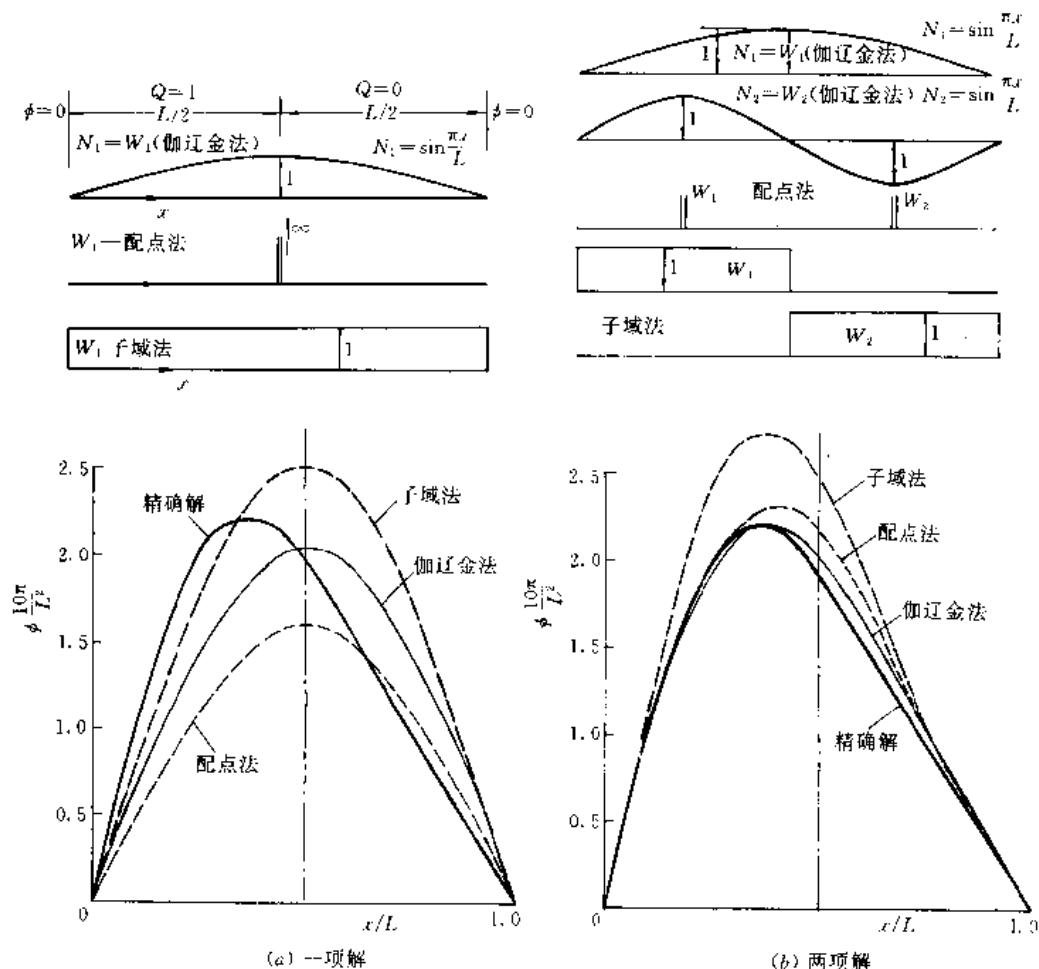 Q=1 Q=0
ϕ=0 L/2 L/2 ϕ=0
N₁=W₁(伽辽金法) N₁=sin πx/L
1
x
W₁—配点法 ∞
W₁ 子域法 1
x
N₁=sin πx/L
1 N₁=W₁(伽辽金法)
N₂=W₂(伽辽金法) N₂=sin πx/L
1 1
W₁ 配点法 W₂
1 W₁
子域法 W₂ 1
2.5
精确解 子域法
2.0
伽辽金法
ϕ 10π/L²
1.5
1.0
配点法
0.5
0 x/L 1.0
(a) 一项解
2.5
子域法
配点法
2.0
ϕ 10π/L²
伽辽金法
1.5
1.0
精确解
0.5
0 x/L 1.0
(b) 两项解